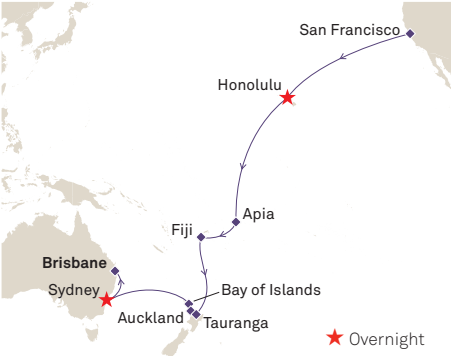 San Francisco
Honolulu
Apia
Fiji
Brisbane
Sydney
Bay of Islands
Auckland
Tauranga
Overnight